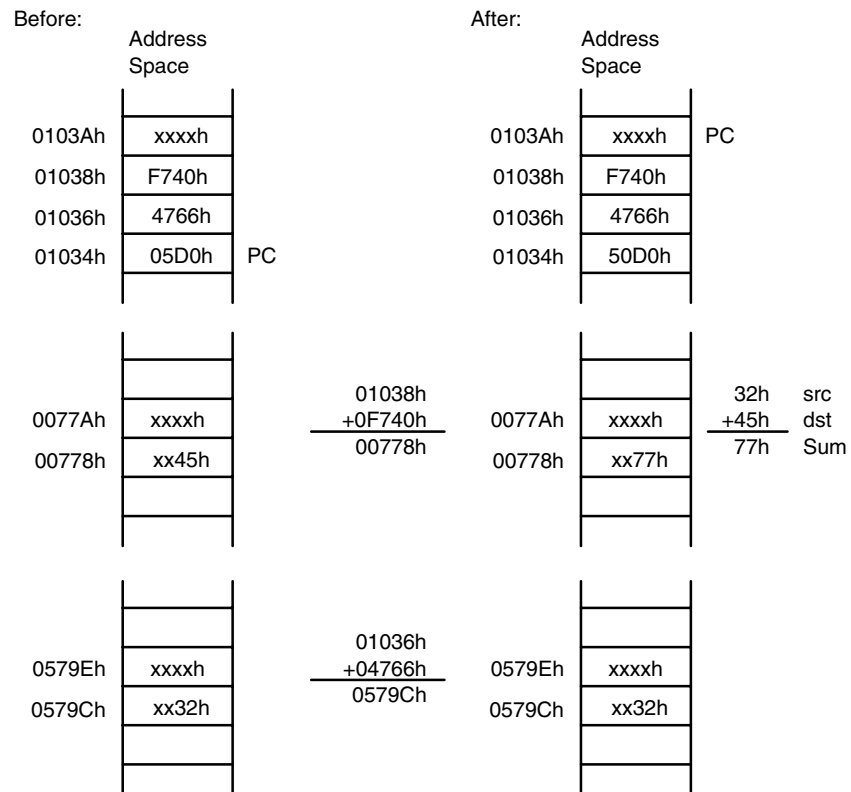 Before:
After:
Address
Space
Address
Space
0103Ah xxxxh
0103Ah xxxxh PC
01038h F740h
01038h F740h
01036h 4766h
01036h 4766h
01034h 05D0h PC
01034h 50D0h
01038h
32h src
0077Ah xxxxh
+0F740h
0077Ah xxxxh
+45h dst
00778h
77h Sum
00778h xx45h
00778h xx77h
01036h
0579Eh xxxxh
+04766h
0579Eh xxxxh
0579Ch
0579Ch xx32h
0579Ch xx32h